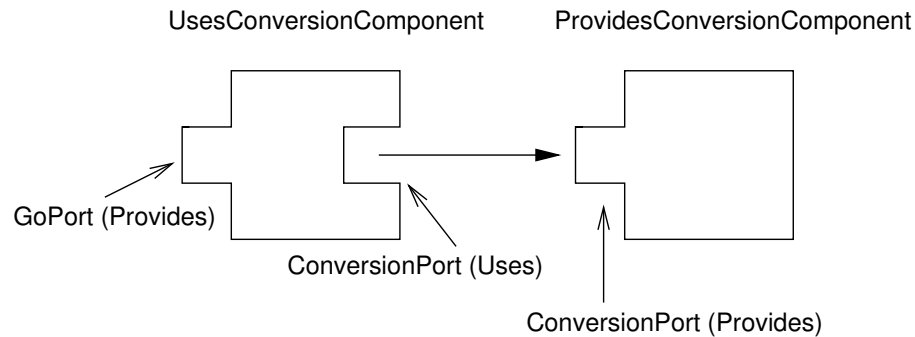 UsesConversionComponent
ProvidesConversionComponent
GoPort (Provides)
ConversionPort (Uses)
ConversionPort (Provides)